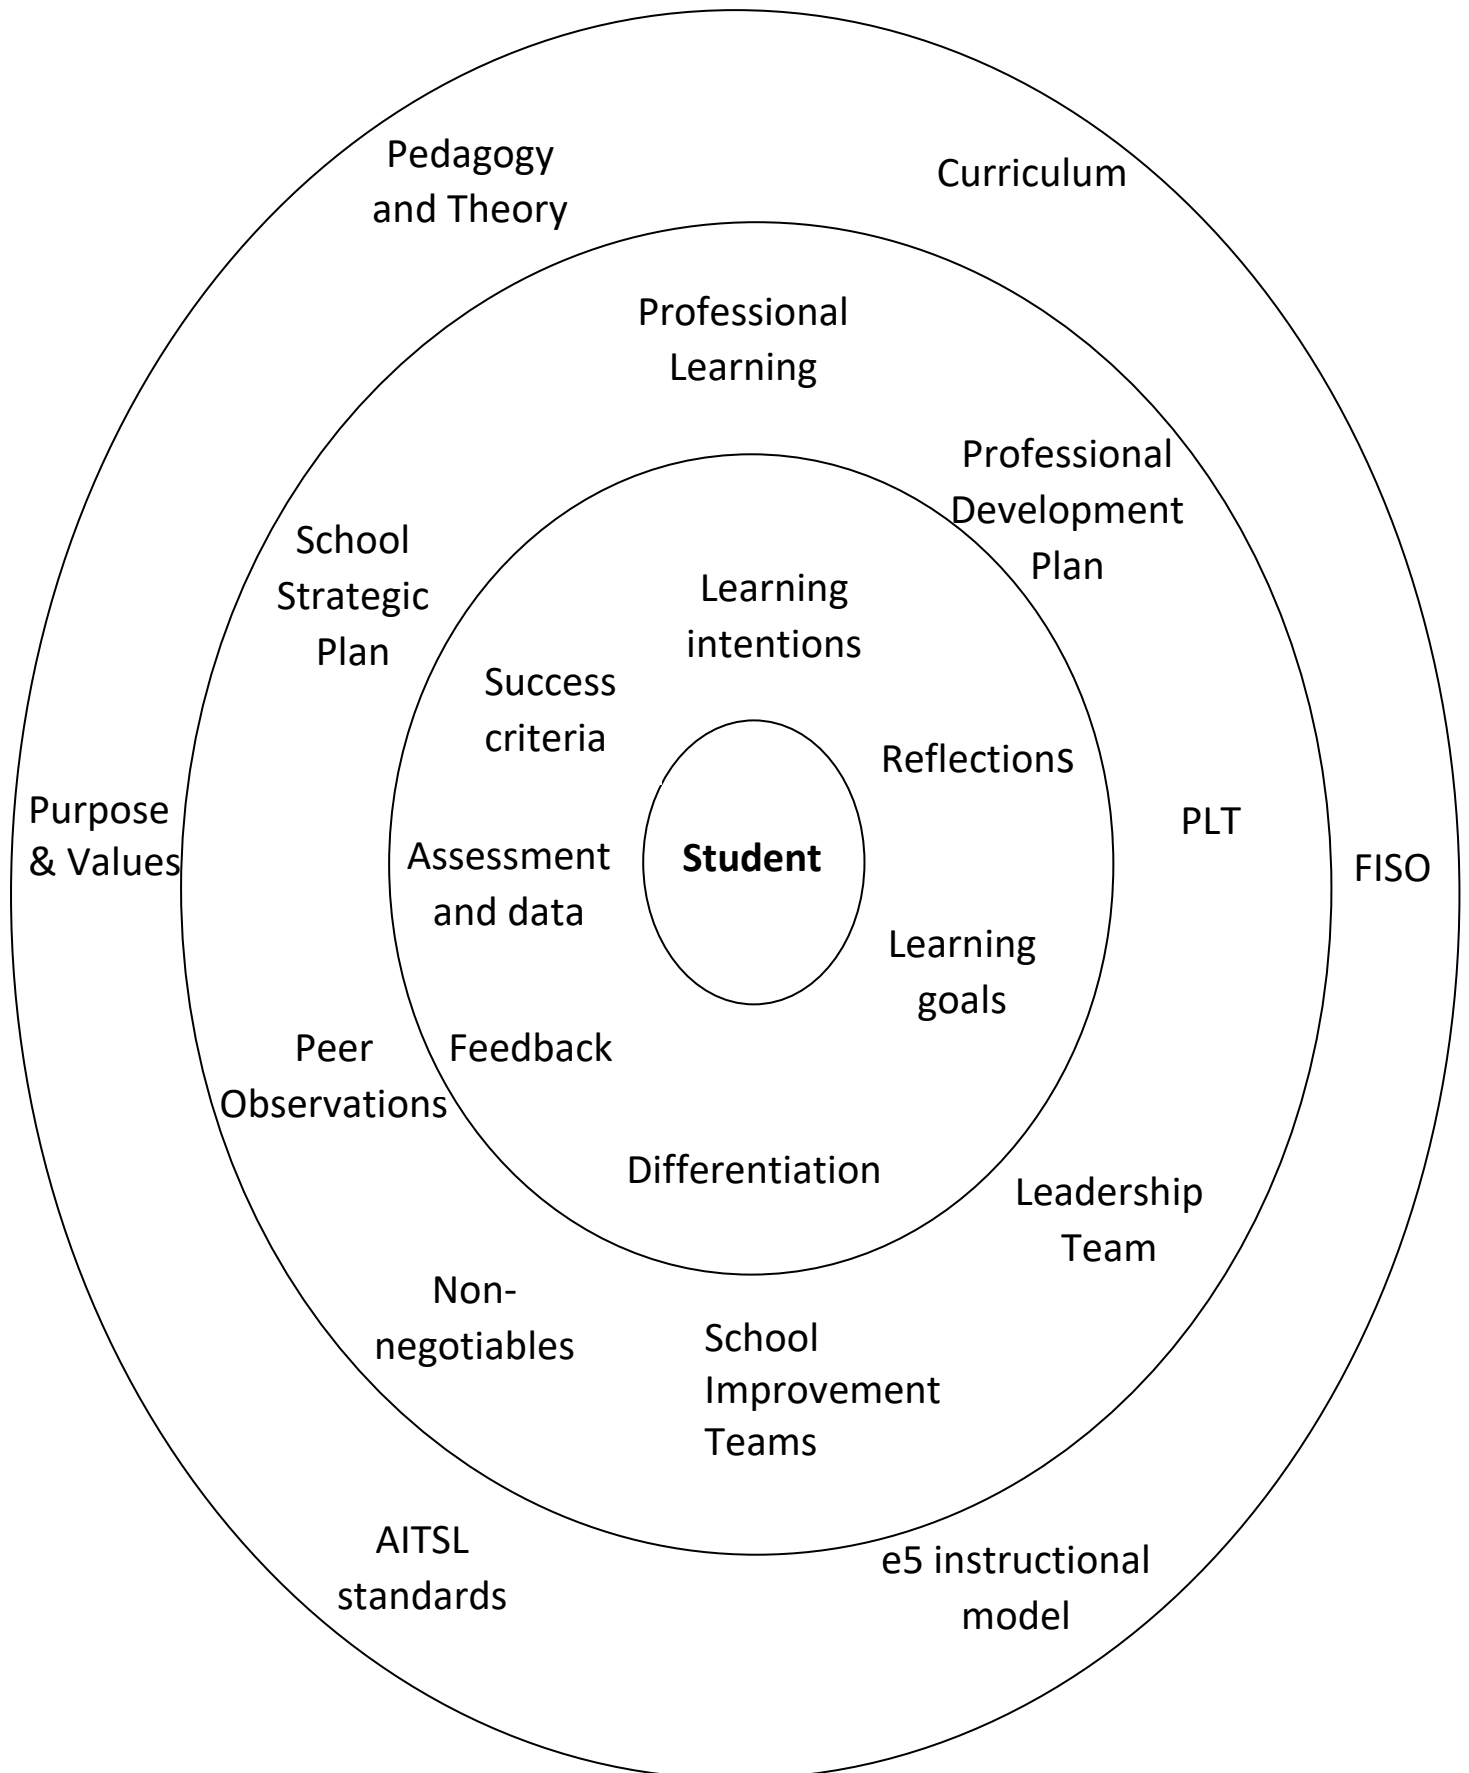 Pedagogy
and Theory
Curriculum
Professional
Learning
Professional
Development
Plan
School
Strategic
Plan
Learning
intentions
Success
criteria
Reflections
Purpose
& Values
Assessment
and data
Student
PLT
FISO
Learning
goals
Peer
Observations
Feedback
Differentiation
Leadership
Team
Non-
negotiables
School
Improvement
Teams
AITSL
standards
e5 instructional
model